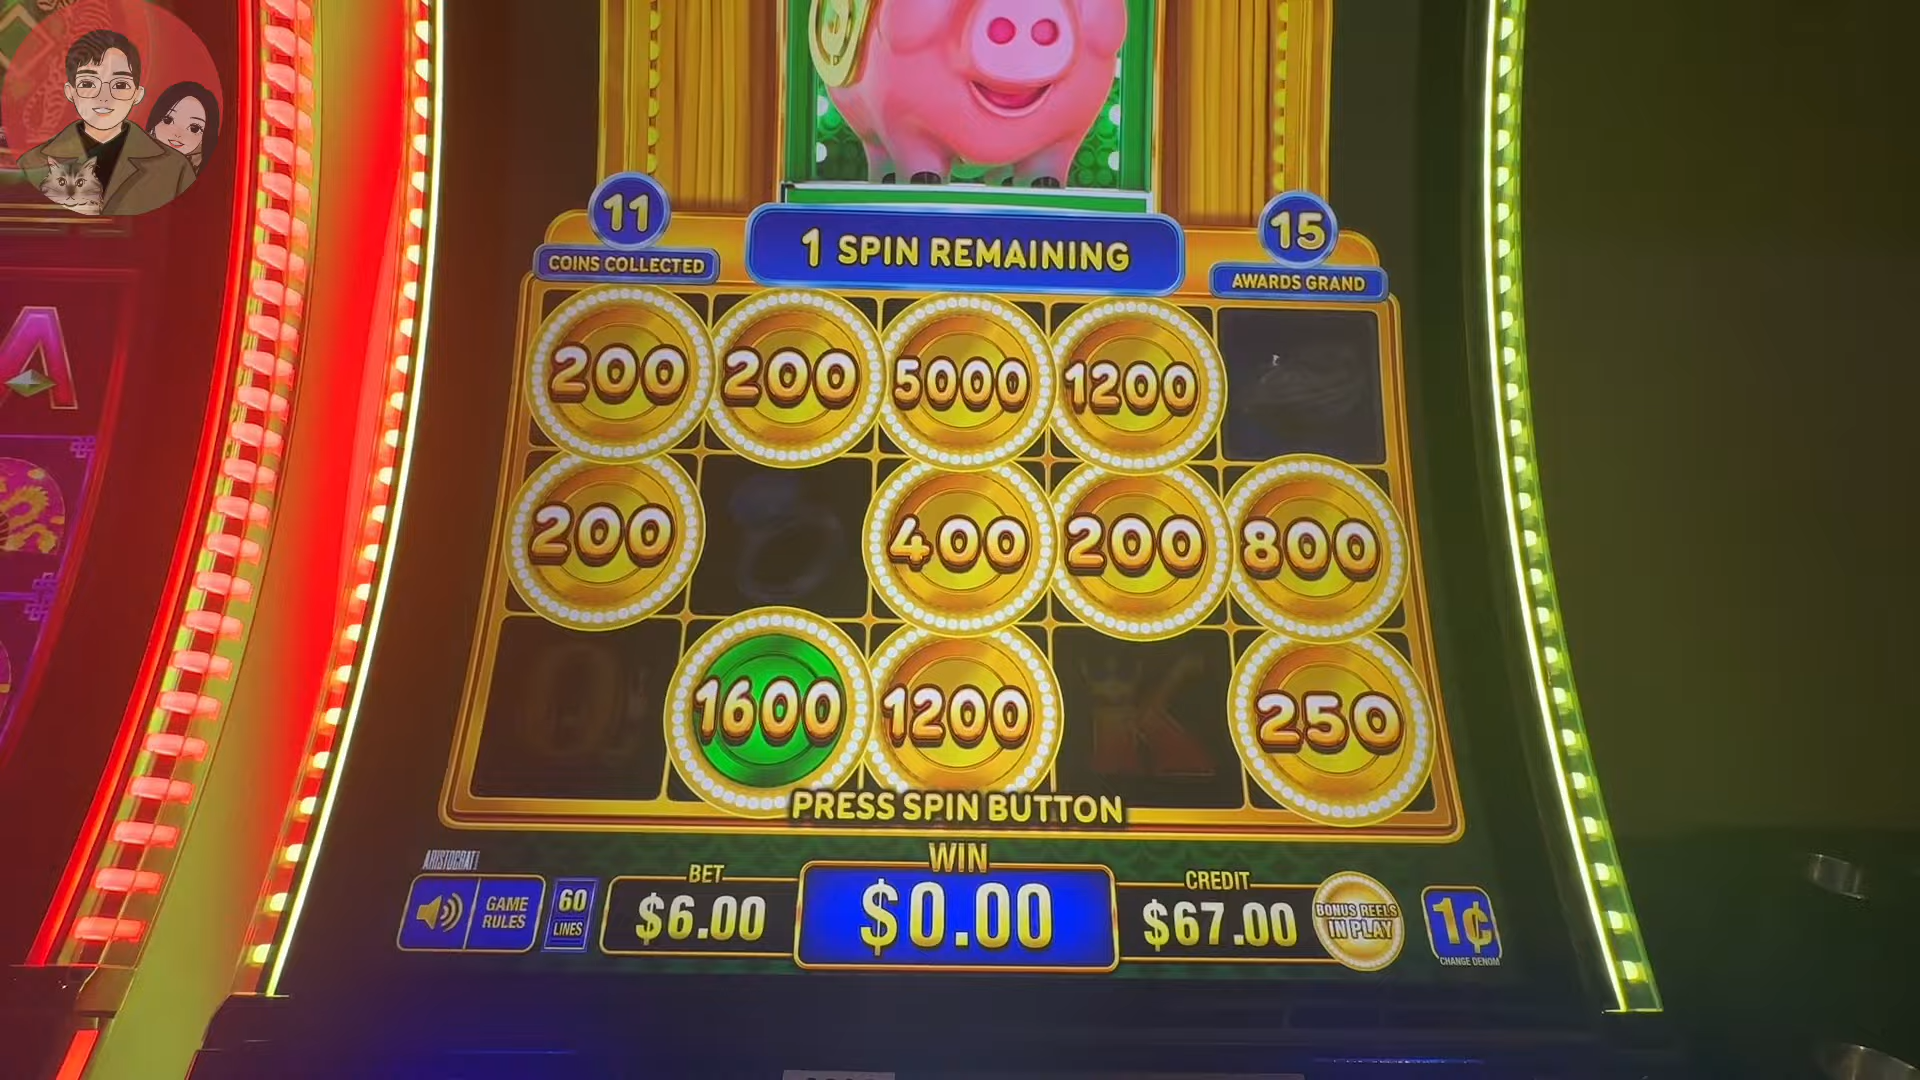 11
COINS COLLECTED
1 SPIN REMAINING
15
AWARDS GRAND
200 200 5000 1200
200 400 200 800
Q 1600 1200 K 250
PRESS SPIN BUTTON
A
ARISTOCRAT
GAME
RULES
60
LINES
BET
$6.00
WIN
$0.00
CREDIT
$67.00
BONUS REELS
IN PLAY
1¢
CHANGE DENOM